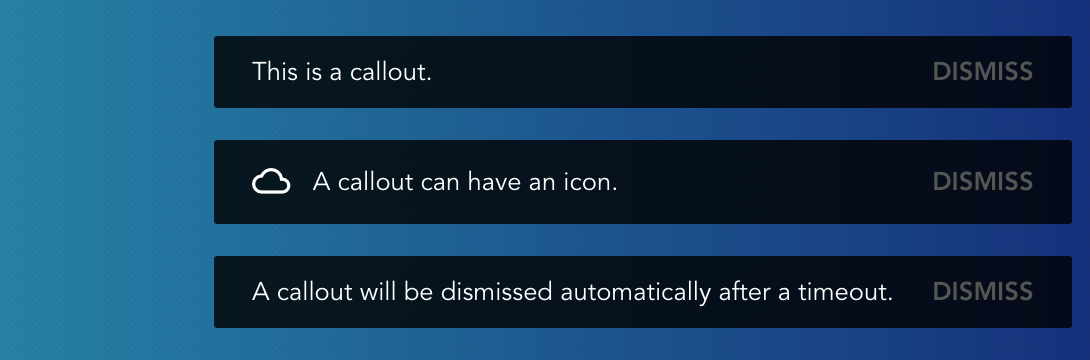 This is a callout. DISMISS
A callout can have an icon. DISMISS
A callout will be dismissed automatically after a timeout. DISMISS